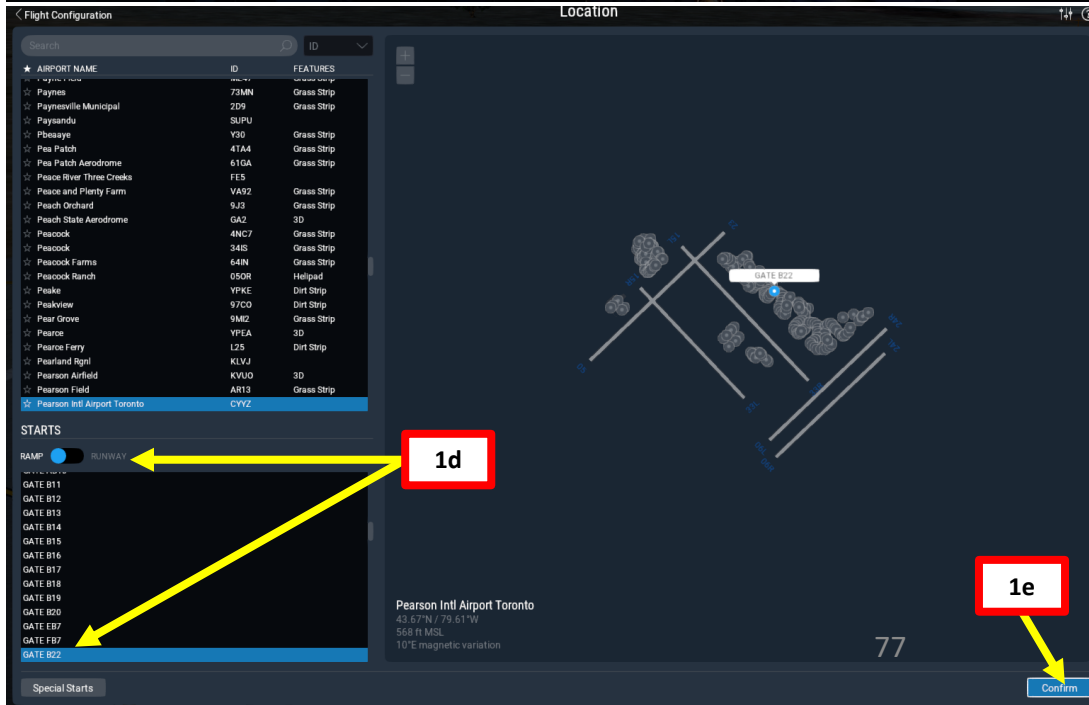 Flight Configuration
Location
Search
ID
★ AIRPORT NAME ID FEATURES
☆ Paynes 73MN Grass Strip
☆ Paynesville Municipal 2D9 Grass Strip
☆ Paysandu SUPU
☆ Pbeaaye Y30 Grass Strip
☆ Pea Patch 4TA4 Grass Strip
☆ Pea Patch Aerodrome 61GA Grass Strip
☆ Peace River Three Creeks FE5
☆ Peace and Plenty Farm VA92 Grass Strip
☆ Peach Orchard 9J3 Grass Strip
☆ Peach State Aerodrome GA2 3D
☆ Peacock 4NC7 Grass Strip
☆ Peacock 34IS Grass Strip
☆ Peacock Farms 64IN Grass Strip
☆ Peacock Ranch 05OR Helipad
☆ Peake YPKE Dirt Strip
☆ Peakview 97CO Dirt Strip
☆ Pear Grove 9MI2 Grass Strip
☆ Pearce YPEA 3D
☆ Pearce Ferry L25 Dirt Strip
☆ Pearland Rgnl KLVJ
☆ Pearson Airfield KVUO 3D
☆ Pearson Field AR13 Grass Strip
☆ Pearson Intl Airport Toronto CYYZ
STARTS
RAMP RUNWAY
GATE B11
GATE B12
GATE B13
GATE B14
GATE B15
GATE B16
GATE B17
GATE B18
GATE B19
GATE B20
GATE EB7
GATE FB7
GATE B22
Special Starts
+
−
23
GATE B22
1d
Pearson Intl Airport Toronto
43.67°N / 79.61°W
568 ft MSL
10°E magnetic variation
77
1e
Confirm